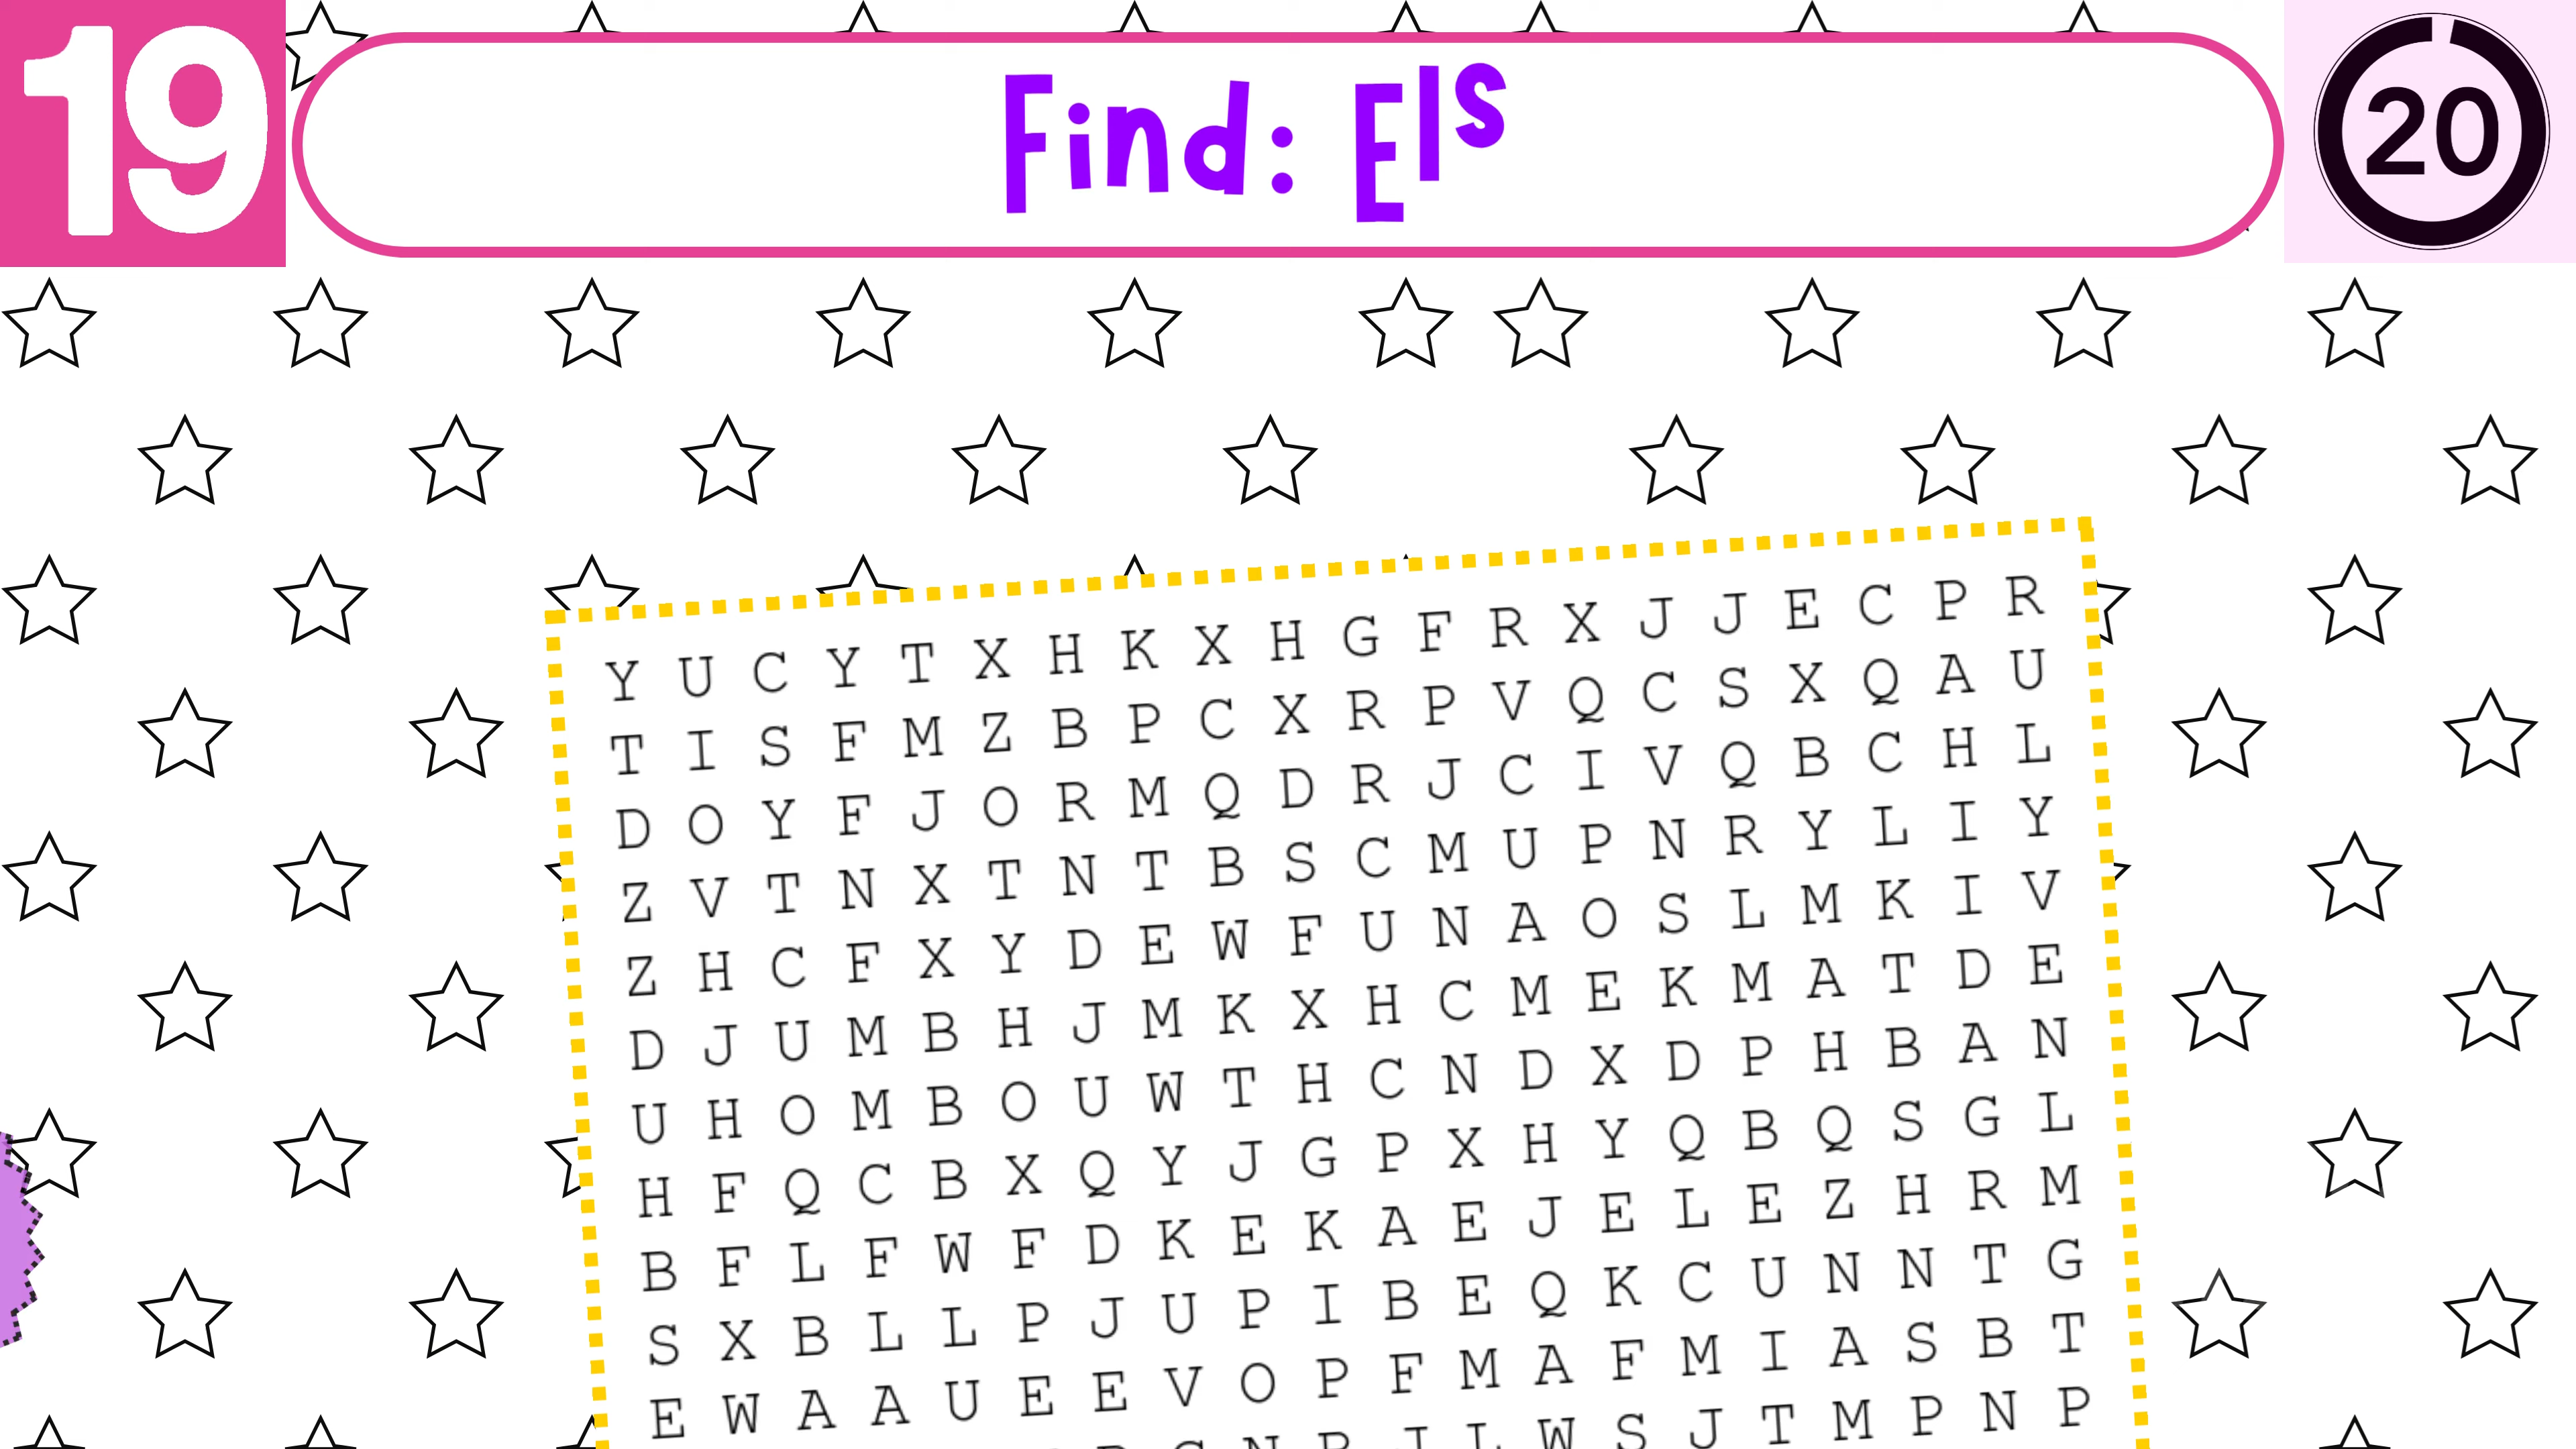 19
Find: Els
20
Y U C Y T X H K X H G F R X J J E C P R
T I S F M Z B P C X R P V Q C S X Q A U
D O Y F J O R M Q D R J C I V Q B C H L
Z V T N X T N T B S C M U P N R Y L I Y
Z H C F X Y D E W F U N A O S L M K I V
D J U M B H J M K X H C M E K M A T D E
U H O M B O U W T H C N D X D P H B A N
H F Q C B X Q Y J G P X H Y Q B Q S G L
B F L F W F D K E K A E J E L E Z H R M
S X B L L P J U P I B E Q K C U N N T G
E W A A U E E V O P F M A F M I A S B T
W S J T M P N P